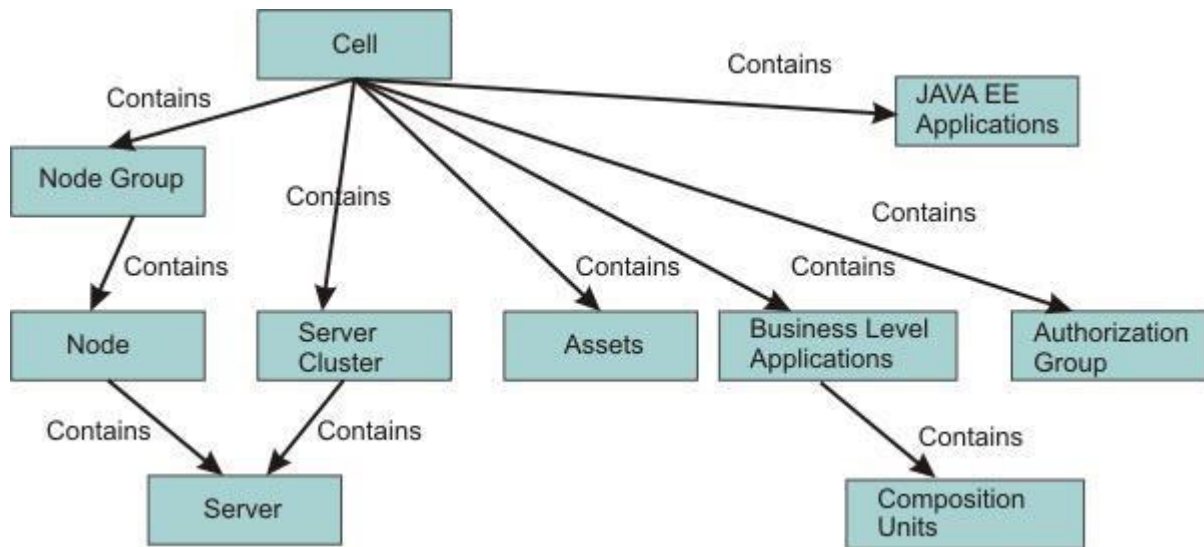 Cell
Contains
JAVA EE
Applications
Contains
Node Group
Contains
Contains
Contains
Contains
Contains
Node
Server
Cluster
Assets
Business Level
Applications
Authorization
Group
Contains
Contains
Contains
Server
Composition
Units